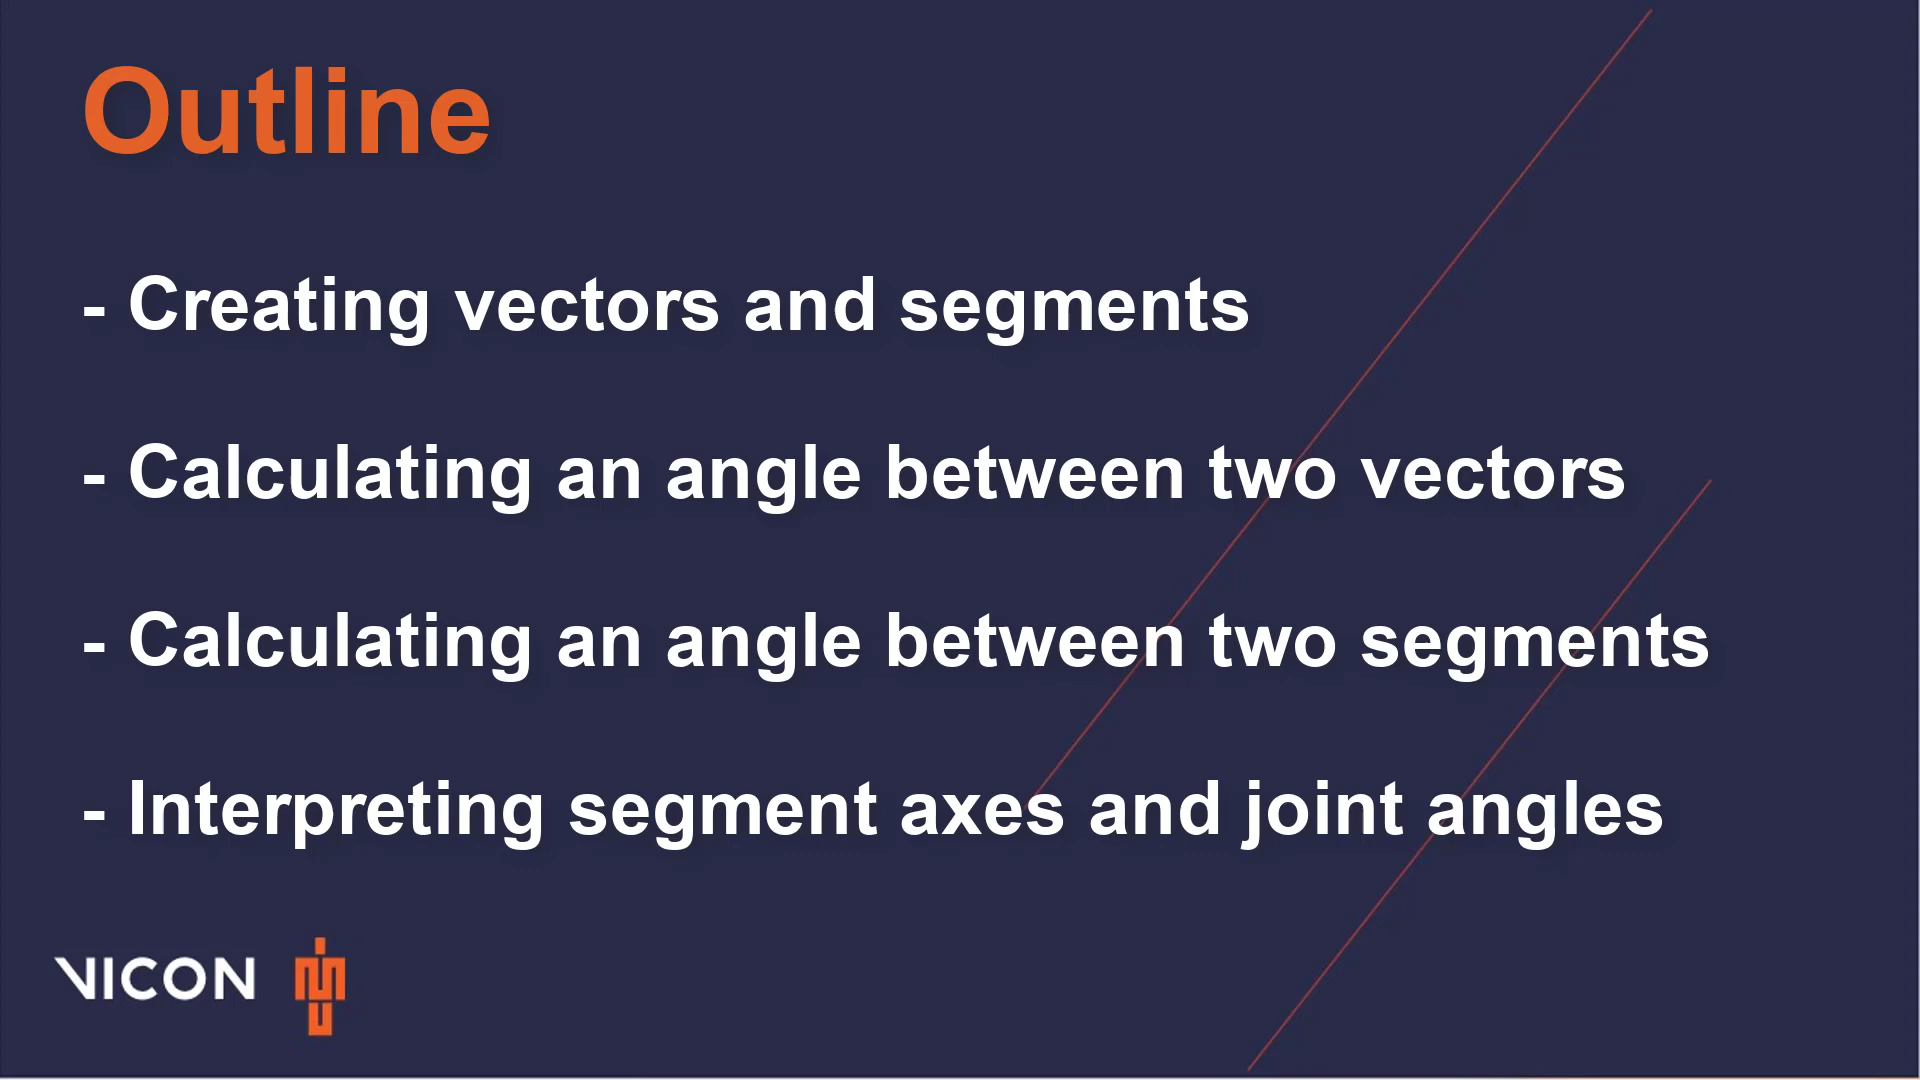 Outline
- Creating vectors and segments
- Calculating an angle between two vectors
- Calculating an angle between two segments
- Interpreting segment axes and joint angles
VICON